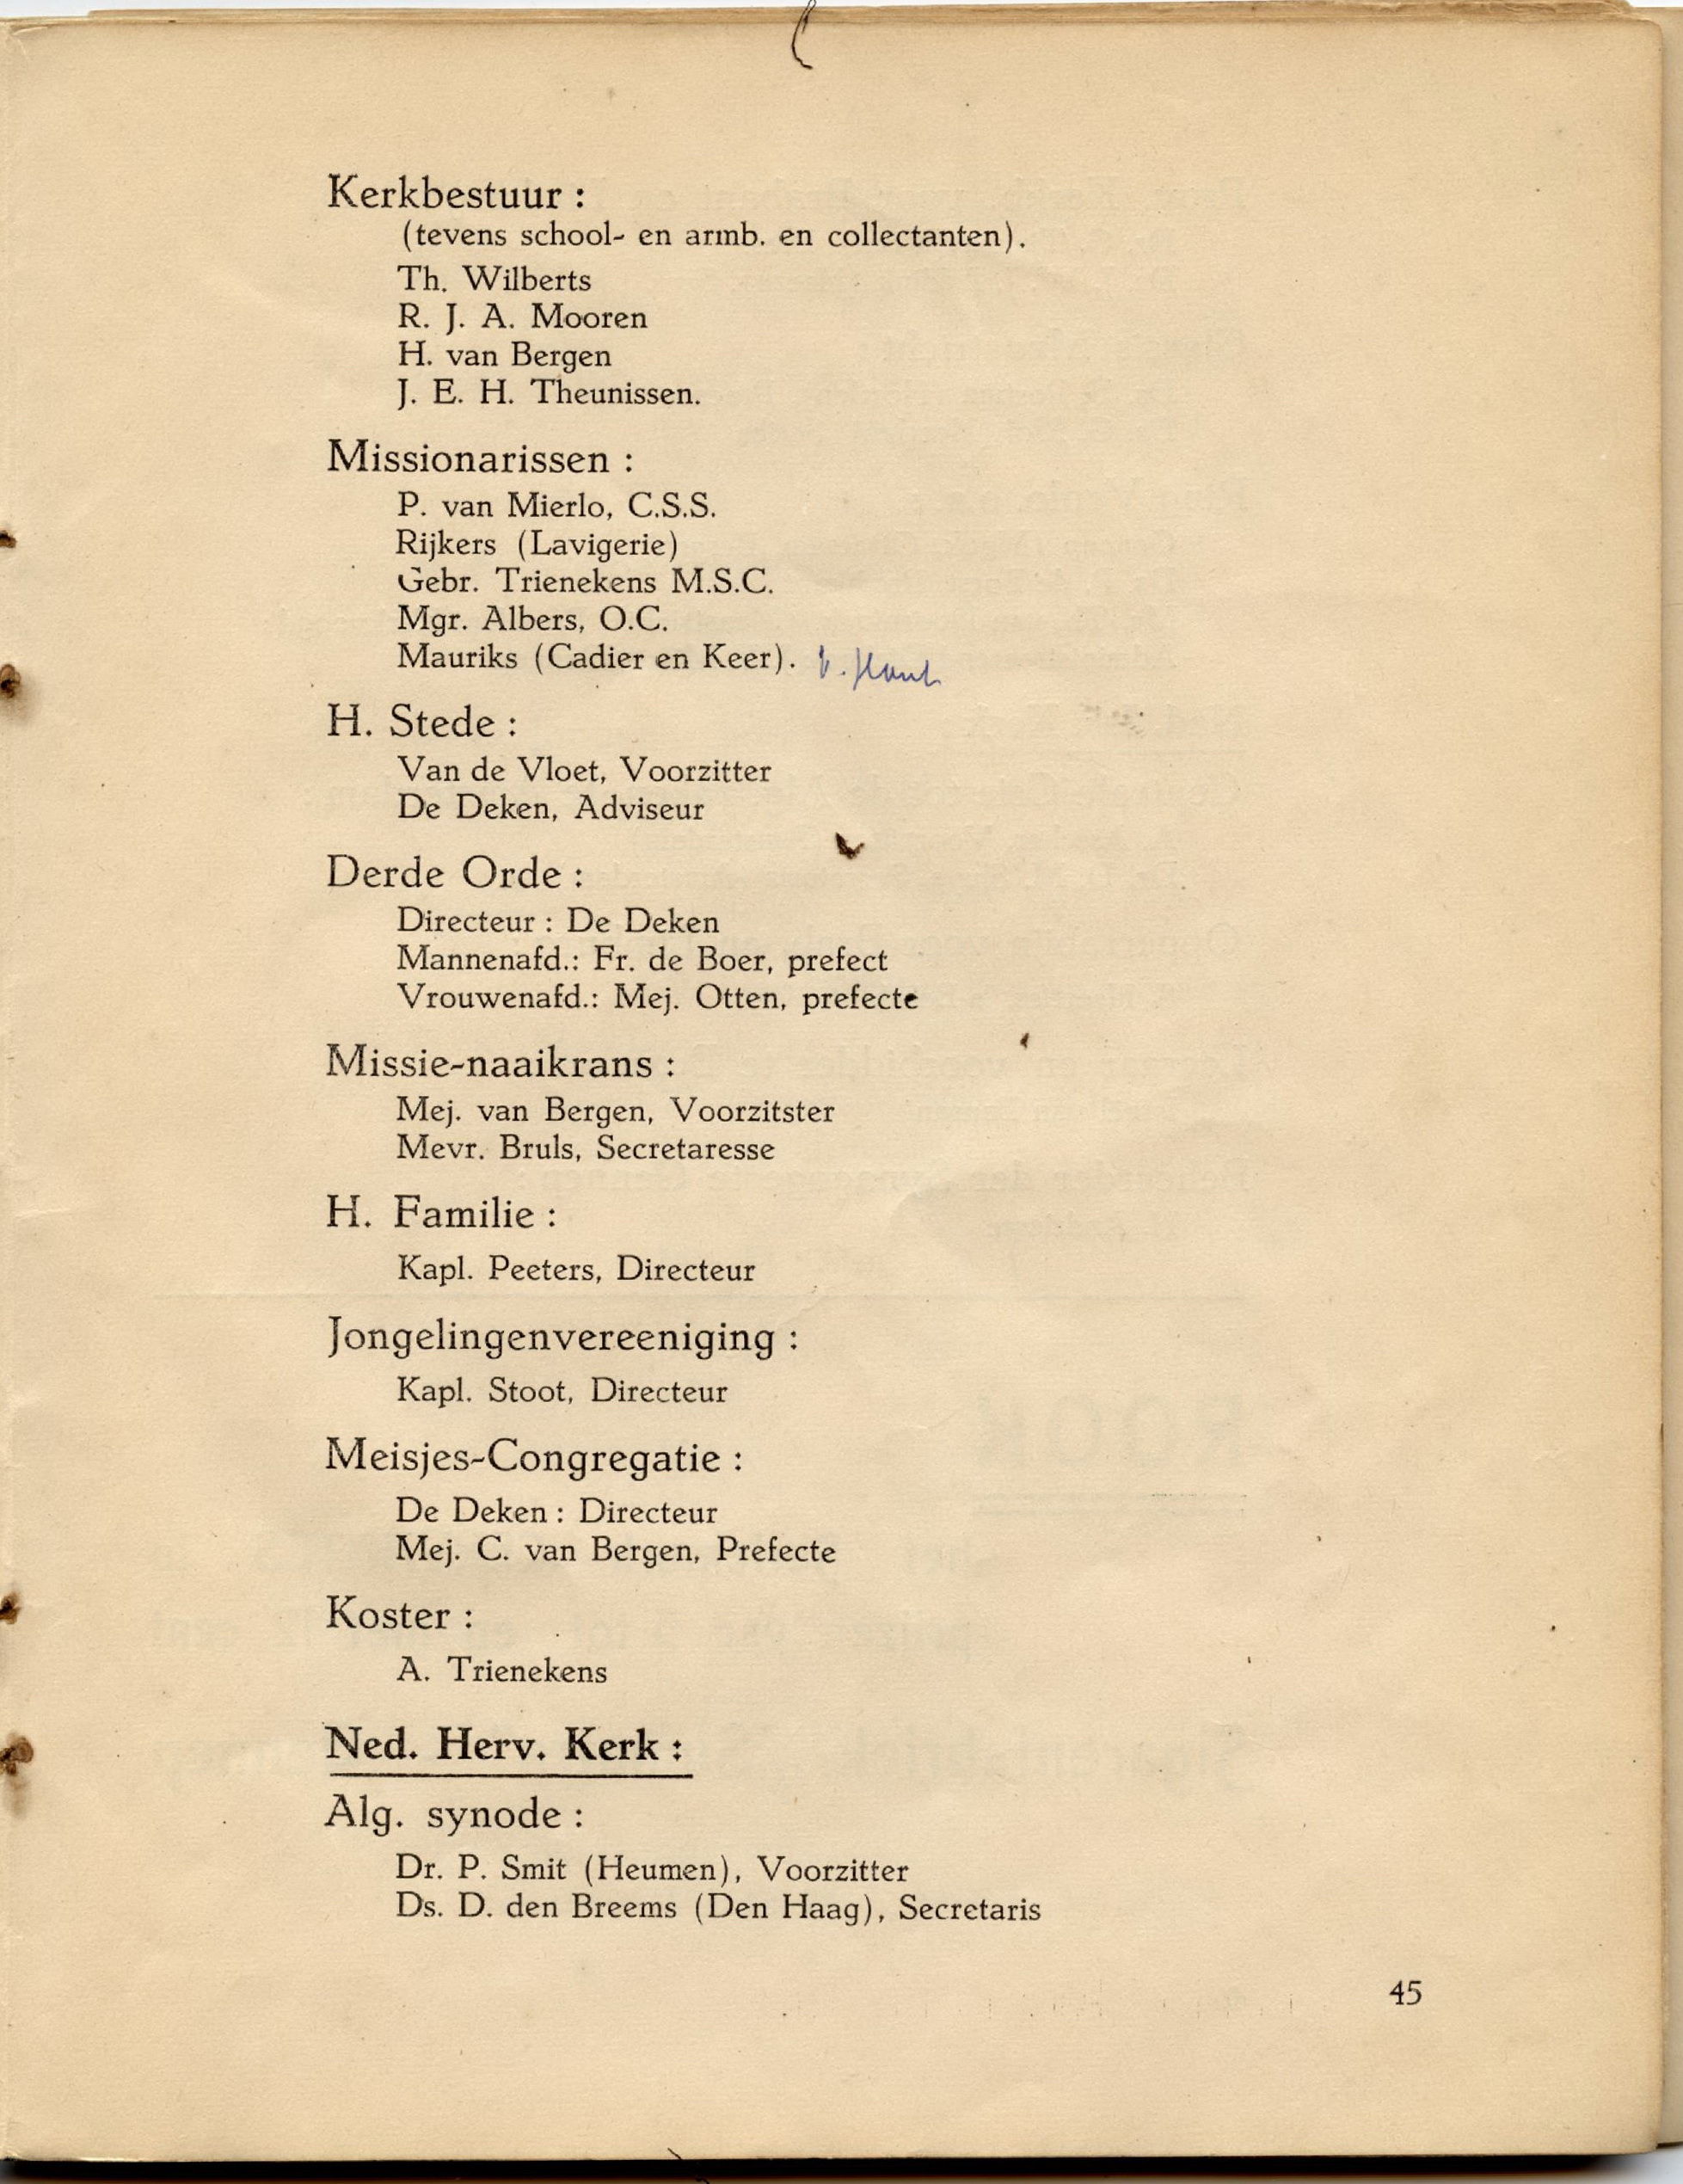 Kerkbestuur :
(tevens school- en armb. en collectanten).
Th. Wilberts
R. J. A. Mooren
H. van Bergen
J. E. H. Theunissen.
Missionarissen :
P. van Mierlo, C.S.S.
Rijkers (Lavigerie)
Gebr. Trienekens M.S.C.
Mgr. Albers, O.C.
Mauriks (Cadier en Keer).
H. Stede :
Van de Vloet, Voorzitter
De Deken, Adviseur
Derde Orde :
Directeur : De Deken
Mannenafd.: Fr. de Boer, prefect
Vrouwenafd.: Mej. Otten, prefecte
Missie-naaikrans :
Mej. van Bergen, Voorzitster
Mevr. Bruls, Secretaresse
H. Familie :
Kapl. Peeters, Directeur
Jongelingenvereeniging :
Kapl. Stoot, Directeur
Meisjes-Congregatie :
De Deken : Directeur
Mej. C. van Bergen, Prefecte
Koster :
A. Trienekens
Ned. Herv. Kerk :
Alg. synode :
Dr. P. Smit (Heumen), Voorzitter
Ds. D. den Breems (Den Haag), Secretaris
45